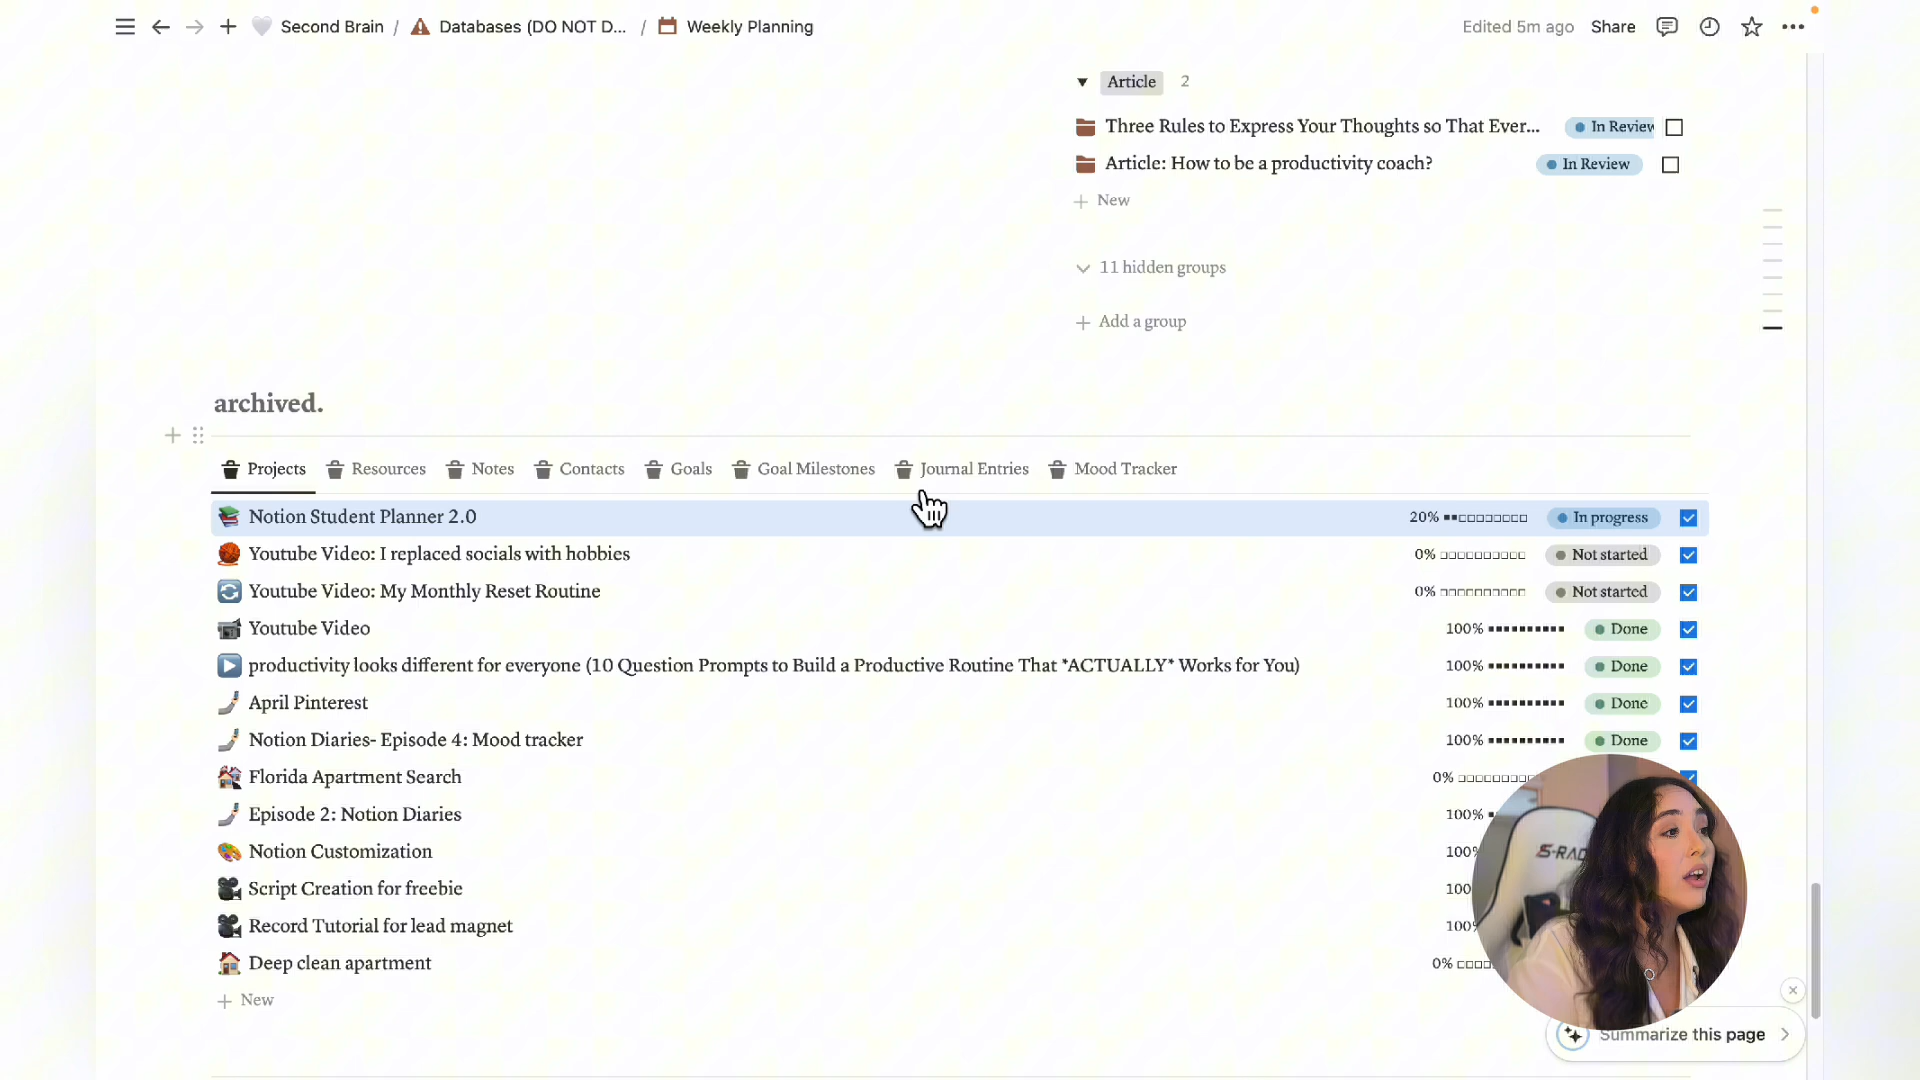 Second Brain / Databases (DO NOT D... / Weekly Planning
Edited 5m ago Share
Article 2
Three Rules to Express Your Thoughts so That Ever... In Review
Article: How to be a productivity coach? In Review
New
11 hidden groups
Add a group
archived.
Projects Resources Notes Contacts Goals Goal Milestones Journal Entries Mood Tracker
Notion Student Planner 2.0 20% In progress
Youtube Video: I replaced socials with hobbies 0% Not started
Youtube Video: My Monthly Reset Routine 0% Not started
Youtube Video 100% Done
productivity looks different for everyone (10 Question Prompts to Build a Productive Routine That *ACTUALLY* Works for You) 100% Done
April Pinterest 100% Done
Notion Diaries- Episode 4: Mood tracker 100% Done
Florida Apartment Search 0%
Episode 2: Notion Diaries 100%
Notion Customization 100%
Script Creation for freebie 100
Record Tutorial for lead magnet 100%
Deep clean apartment 0%
New
Summarize this page